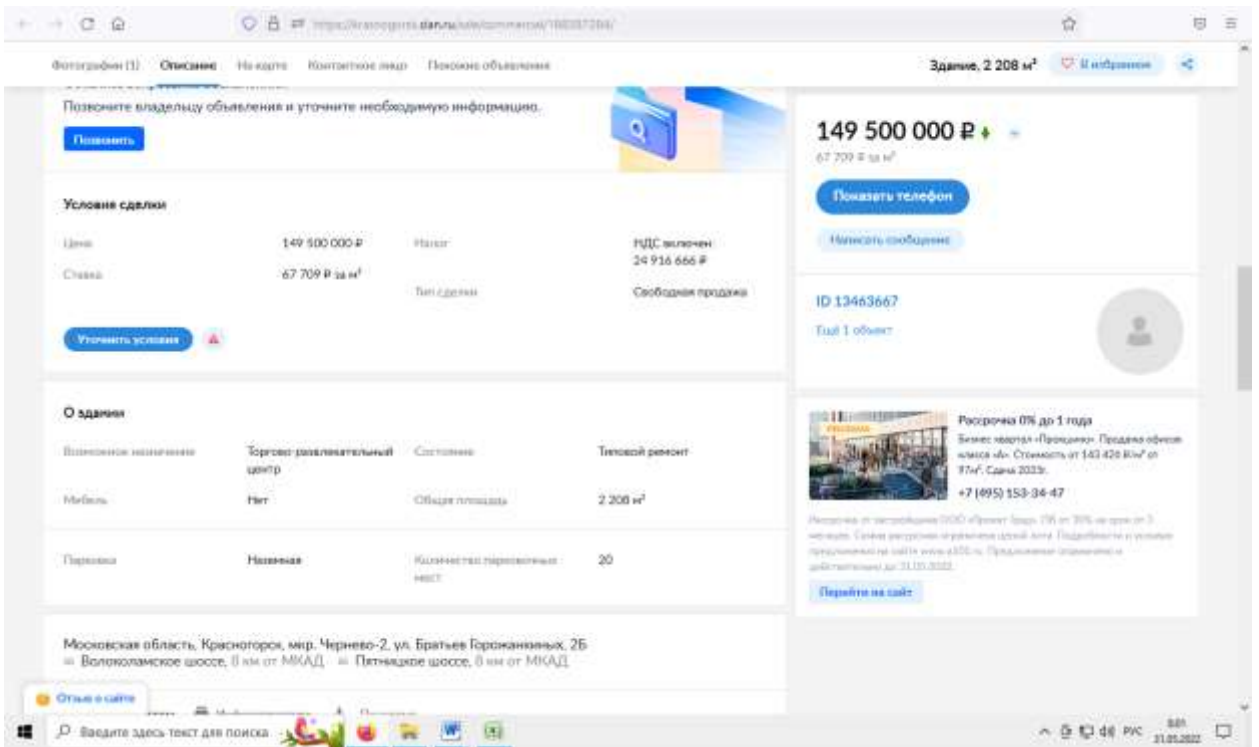 Фотографии (1) Описание На карте Контактное лицо Похожие объявления
Здание, 2 208 м² В избранное
Позвоните владельцу объявления и уточните необходимую информацию.
Позвонить
Условия сделки
Цена 149 500 000 ₽ Налог НДС включен
24 916 666 ₽
Ставка 67 709 ₽ за м²
Тип сделки Свободная продажа
Уточнить условия
О здании
Возможное назначение Торгово-развлекательный центр Состояние Типовой ремонт
Мебель Нет Общая площадь 2 208 м²
Парковка Наземная Количество парковочных мест 20
Московская область, Красногорск, мкр. Чернево-2, ул. Братьев Горожанкиных, 2Б
Волоколамское шоссе, 8 км от МКАД Пятницкое шоссе, 8 км от МКАД
Отзыв о сайте
149 500 000 ₽
67 709 ₽ за м²
Показать телефон
Написать сообщение
ID 13463667
Ещё 1 объект
Рассрочка 0% до 1 года
Бизнес квартал «Прокшино». Продажа офисов
класса «А». Стоимость от 143 426 ₽/м² от
97м². Сдача 2023г.
+7 (495) 153-34-47
Перейти на сайт
Введите здесь текст для поиска
РУС
31.05.2022